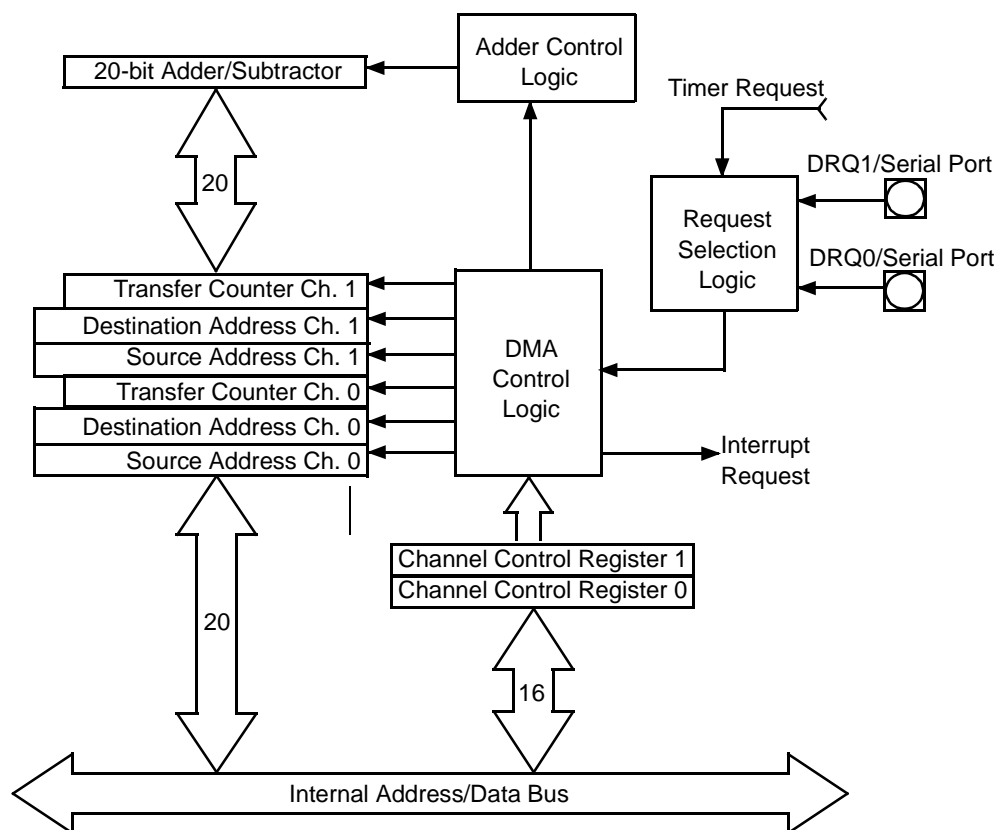 Adder Control
Logic
20-bit Adder/Subtractor
Timer Request
DRQ1/Serial Port
20
Request
Selection
Logic
DRQ0/Serial Port
Transfer Counter Ch. 1
Destination Address Ch. 1
Source Address Ch. 1
Transfer Counter Ch. 0
Destination Address Ch. 0
Source Address Ch. 0
DMA
Control
Logic
Interrupt
Request
Channel Control Register 1
Channel Control Register 0
20
16
Internal Address/Data Bus